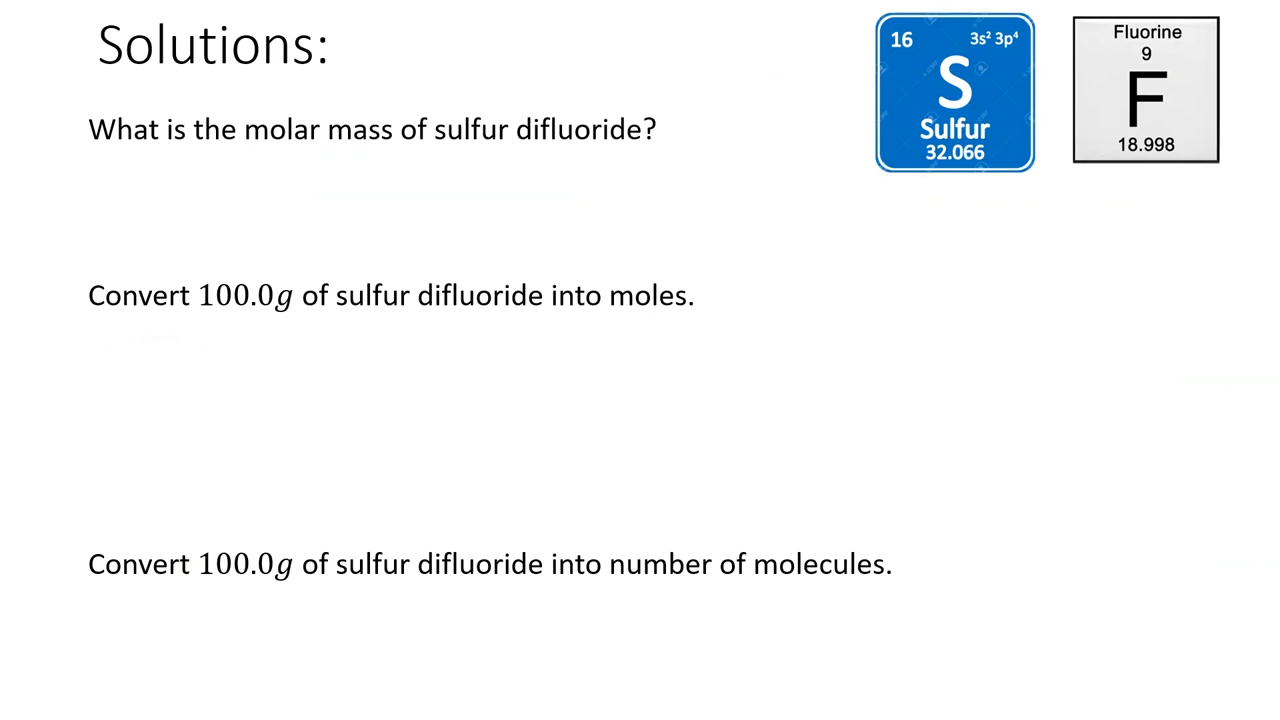 Solutions:
16 3s² 3p⁴
S
Sulfur
32.066
Fluorine
9
F
18.998
What is the molar mass of sulfur difluoride?
Convert 100.0g of sulfur difluoride into moles.
Convert 100.0g of sulfur difluoride into number of molecules.